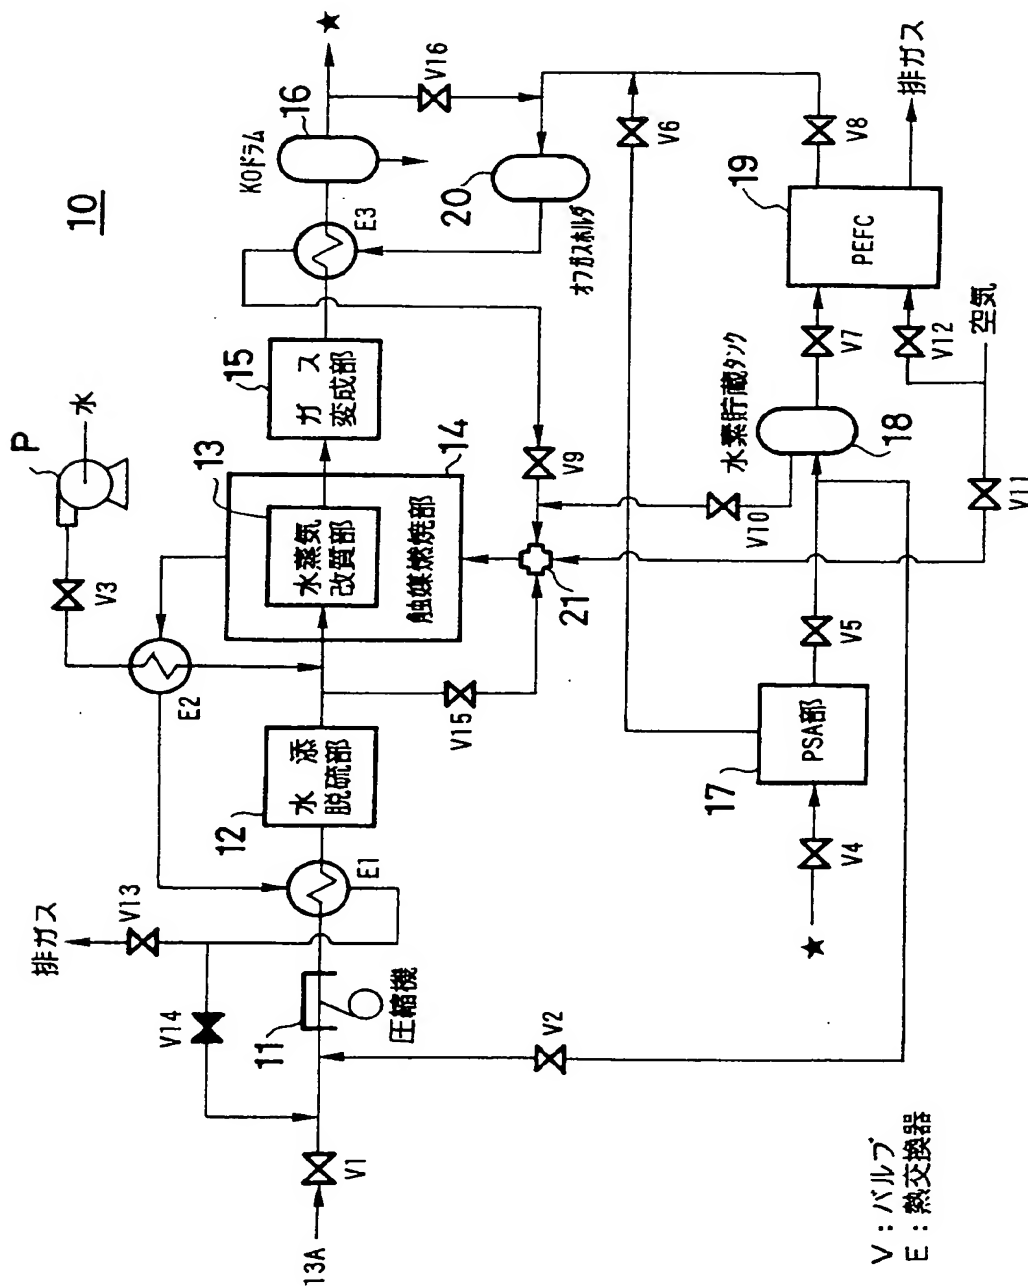 10
P
水
V3
排ガス
V13
E2
V14
13A
V1
11
圧縮機
V2
E1
12
水添
脱硫部
V15
13
水蒸気
改質部
触媒燃焼部
14
15
ガス
変成部
E3
KOドラム
16
★
V16
20
オフガスホルダ
V9
21
V10
V6
水素貯蔵タンク
18
V7
V8
19
PEFC
排ガス
V12
空気
V11
★
V4
17
PSA部
V5
V:バルブ
E:熱交換器